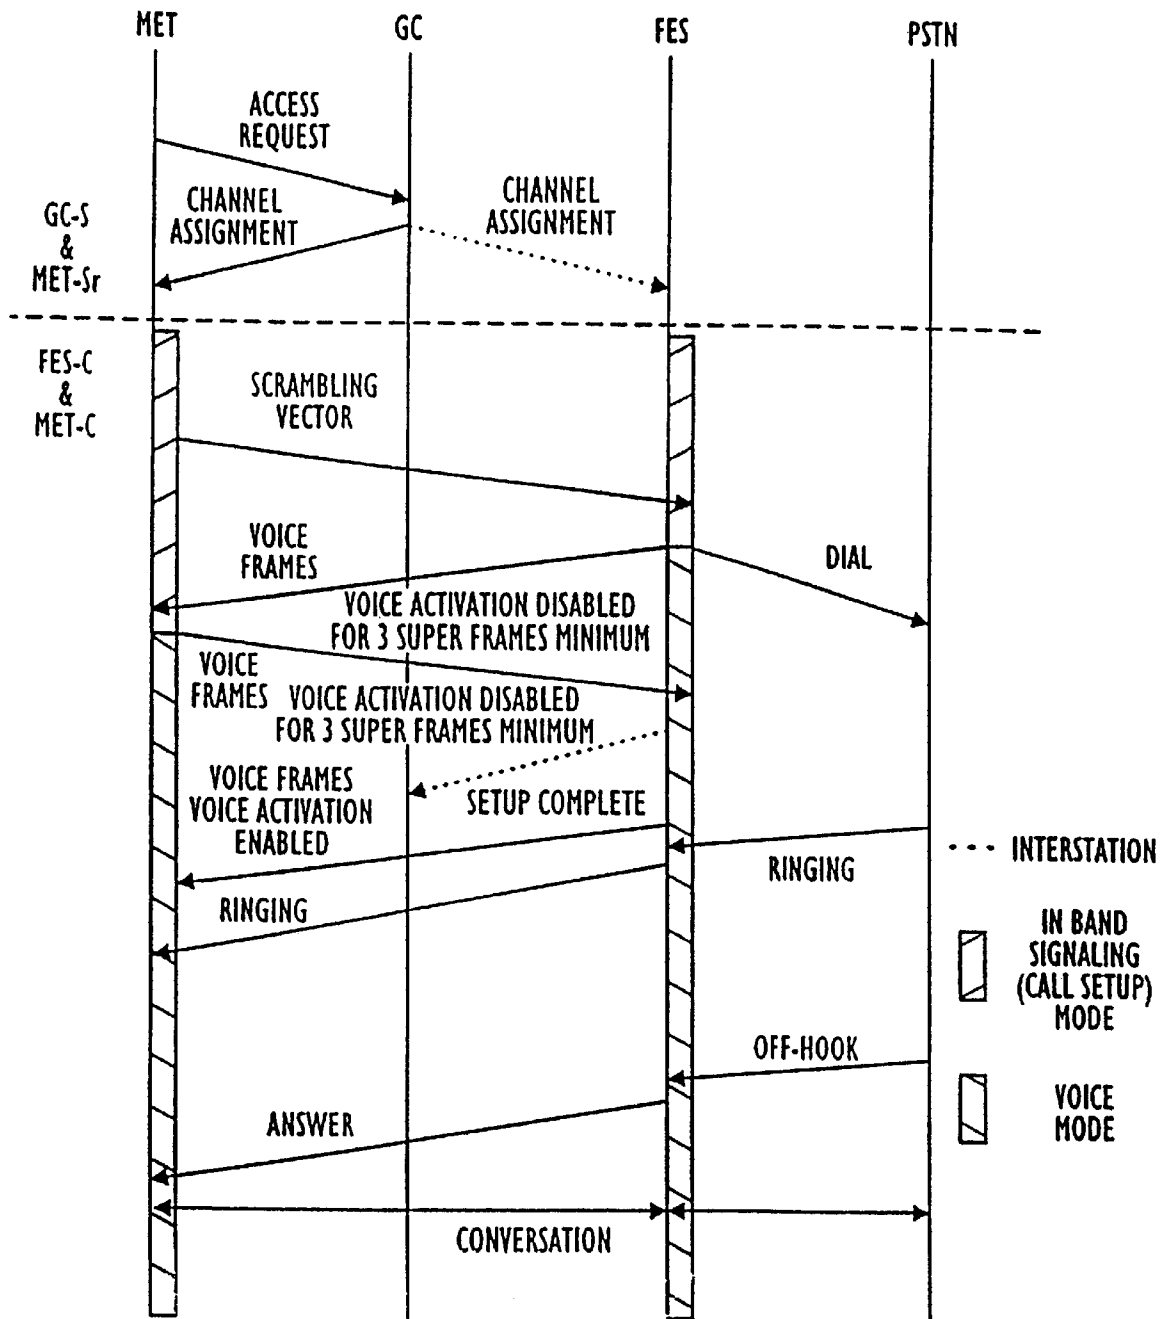 MET
GC
FES
PSTN
ACCESS
REQUEST
CHANNEL
ASSIGNMENT
CHANNEL
ASSIGNMENT
GC-S
&
MET-Sr
FES-C
&
MET-C
SCRAMBLING
VECTOR
VOICE
FRAMES
DIAL
VOICE ACTIVATION DISABLED
FOR 3 SUPER FRAMES MINIMUM
VOICE
FRAMES
VOICE ACTIVATION DISABLED
FOR 3 SUPER FRAMES MINIMUM
VOICE FRAMES
VOICE ACTIVATION
ENABLED
SETUP COMPLETE
RINGING
RINGING
INTERSTATION
IN BAND
SIGNALING
(CALL SETUP)
MODE
OFF-HOOK
VOICE
MODE
ANSWER
CONVERSATION